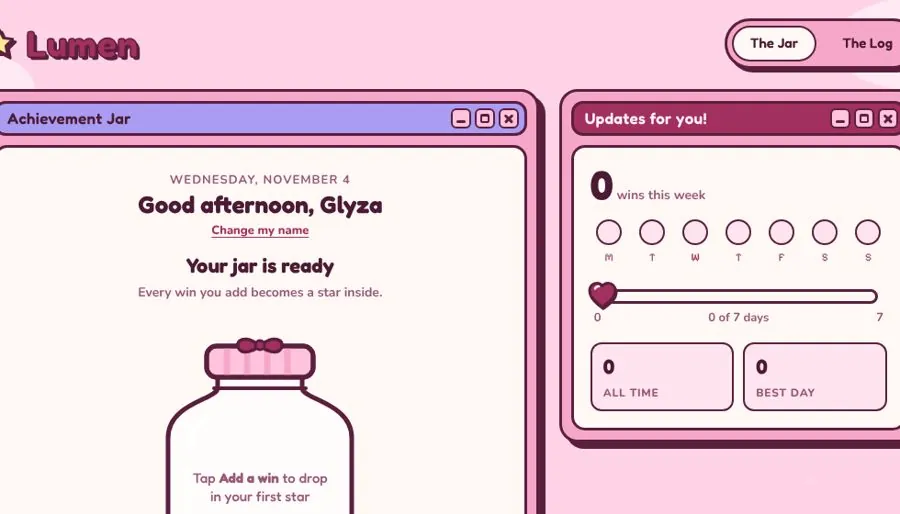 Lumen
The Jar
The Log
Achievement Jar
WEDNESDAY, NOVEMBER 4
Good afternoon, Glyza
Change my name
Your jar is ready
Every win you add becomes a star inside.
Tap Add a win to drop
in your first star
Updates for you!
0 wins this week
M T W T F S S
0 0 of 7 days 7
0
ALL TIME
0
BEST DAY